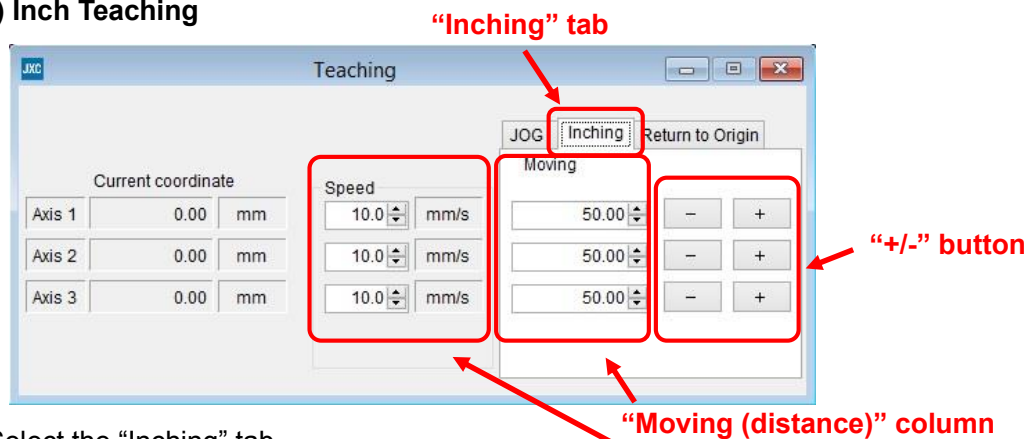 ) Inch Teaching
“Inching” tab
JXC
Teaching
JOG Inching Return to Origin
Moving
Current coordinate
Speed
Axis 1 0.00 mm 10.0 mm/s 50.00 − +
Axis 2 0.00 mm 10.0 mm/s 50.00 − +
Axis 3 0.00 mm 10.0 mm/s 50.00 − +
“+/-” button
“Moving (distance)” column
Select the “Inching” tab